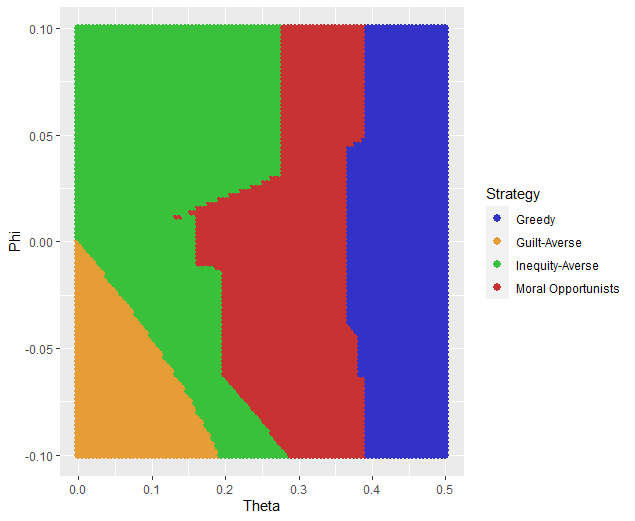 0.10
0.05
0.00
-0.05
-0.10
Phi
0.0 0.1 0.2 0.3 0.4 0.5
Theta
Strategy
Greedy
Guilt-Averse
Inequity-Averse
Moral Opportunists